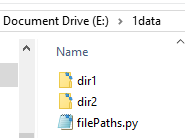 Document Drive (E:) > 1data
Name
dir1
dir2
filePaths.py